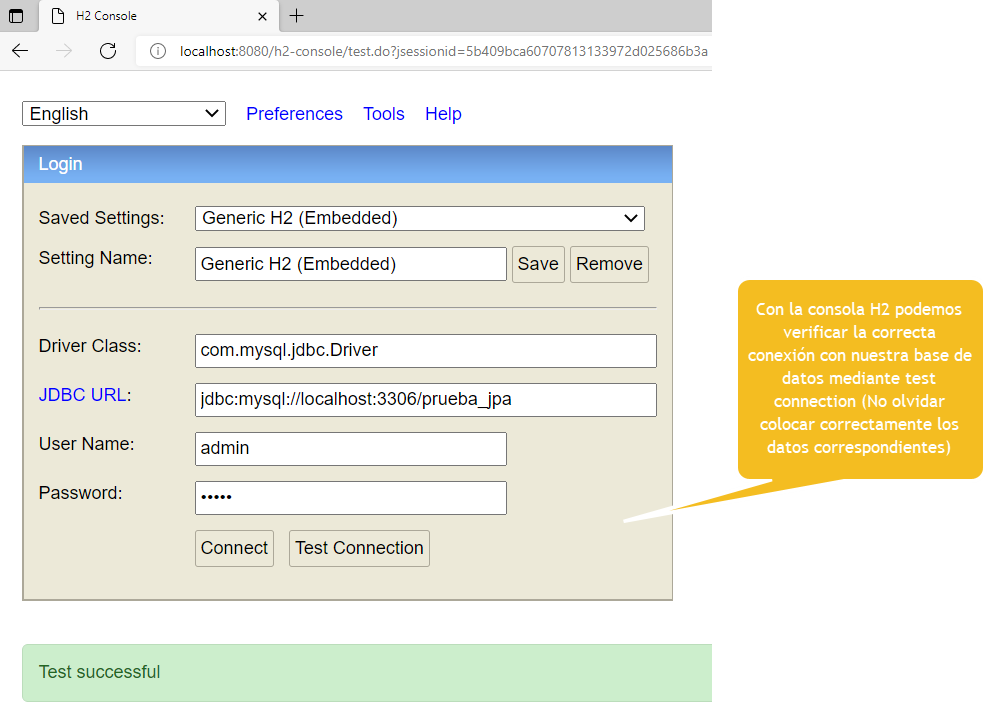 H2 Console
localhost:8080/h2-console/test.do?jsessionid=5b409bca60707813133972d025686b3a
English Preferences Tools Help
Login
Saved Settings: Generic H2 (Embedded)
Setting Name: Generic H2 (Embedded) Save Remove
Driver Class: com.mysql.jdbc.Driver
JDBC URL: jdbc:mysql://localhost:3306/prueba_jpa
User Name: admin
Password: •••••
Connect Test Connection
Test successful
Con la consola H2 podemos
verificar la correcta
conexión con nuestra base de
datos mediante test
connection (No olvidar
colocar correctamente los
datos correspondientes)